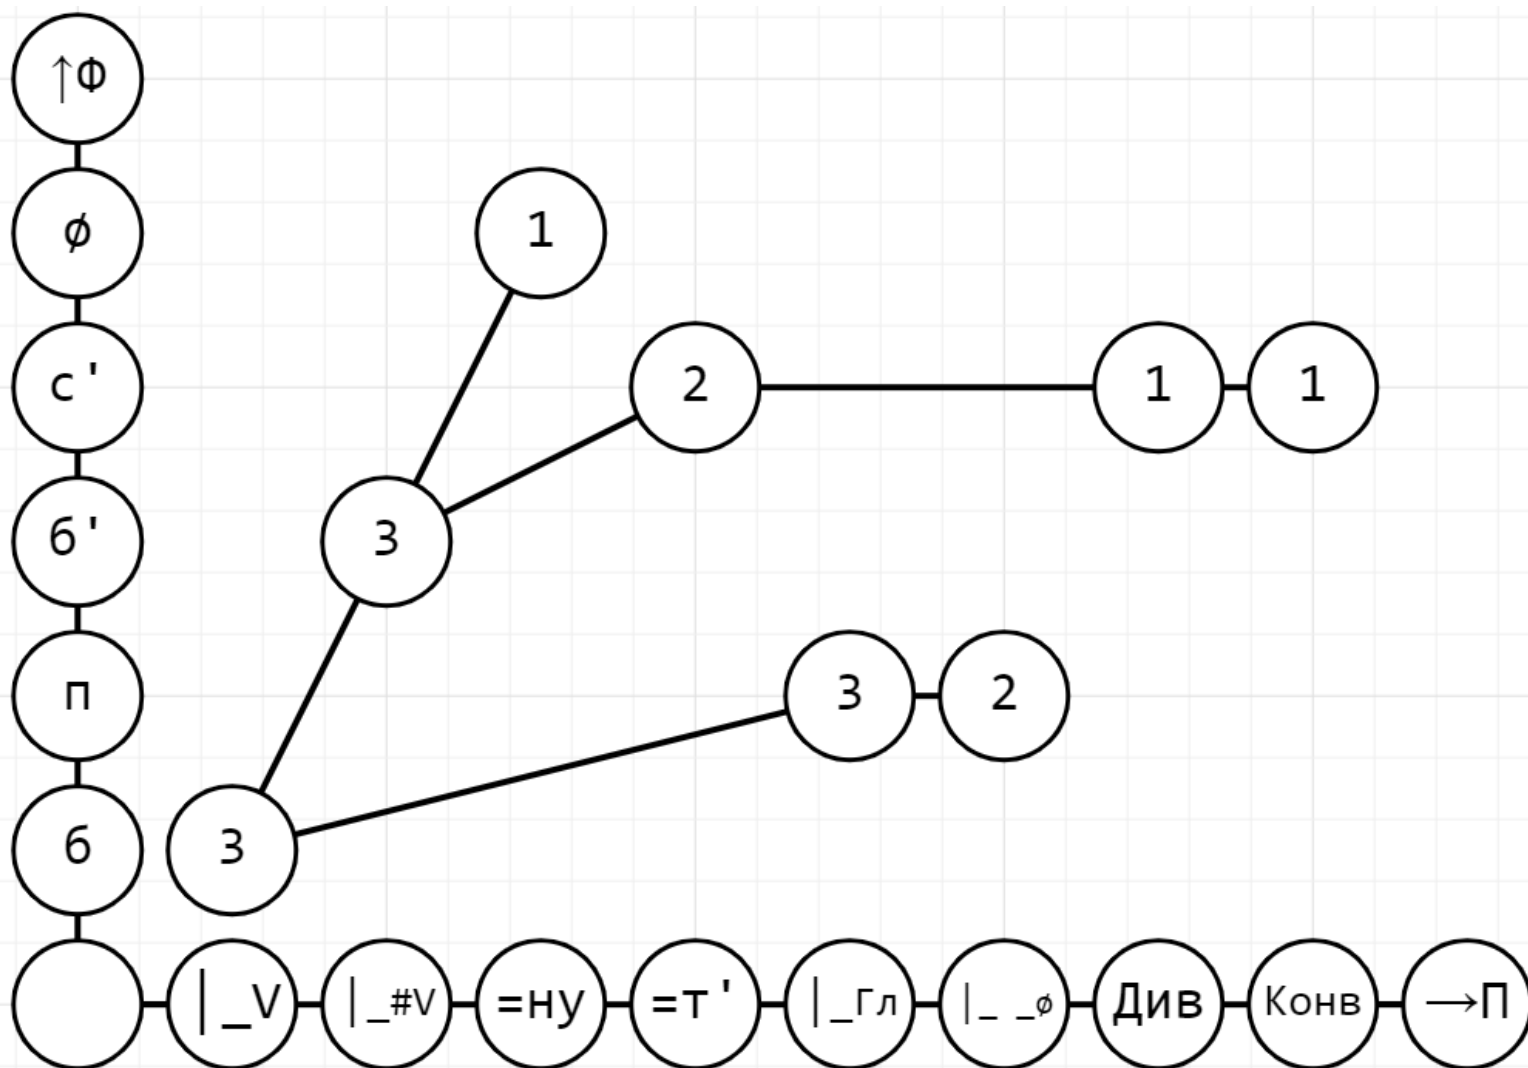 ↑Ф
ø 1
с' 2 1 1
б' 3
п 3 2
б 3
|_V |_#V =ну =т' |_Гл |_ _ø Див Конв →П